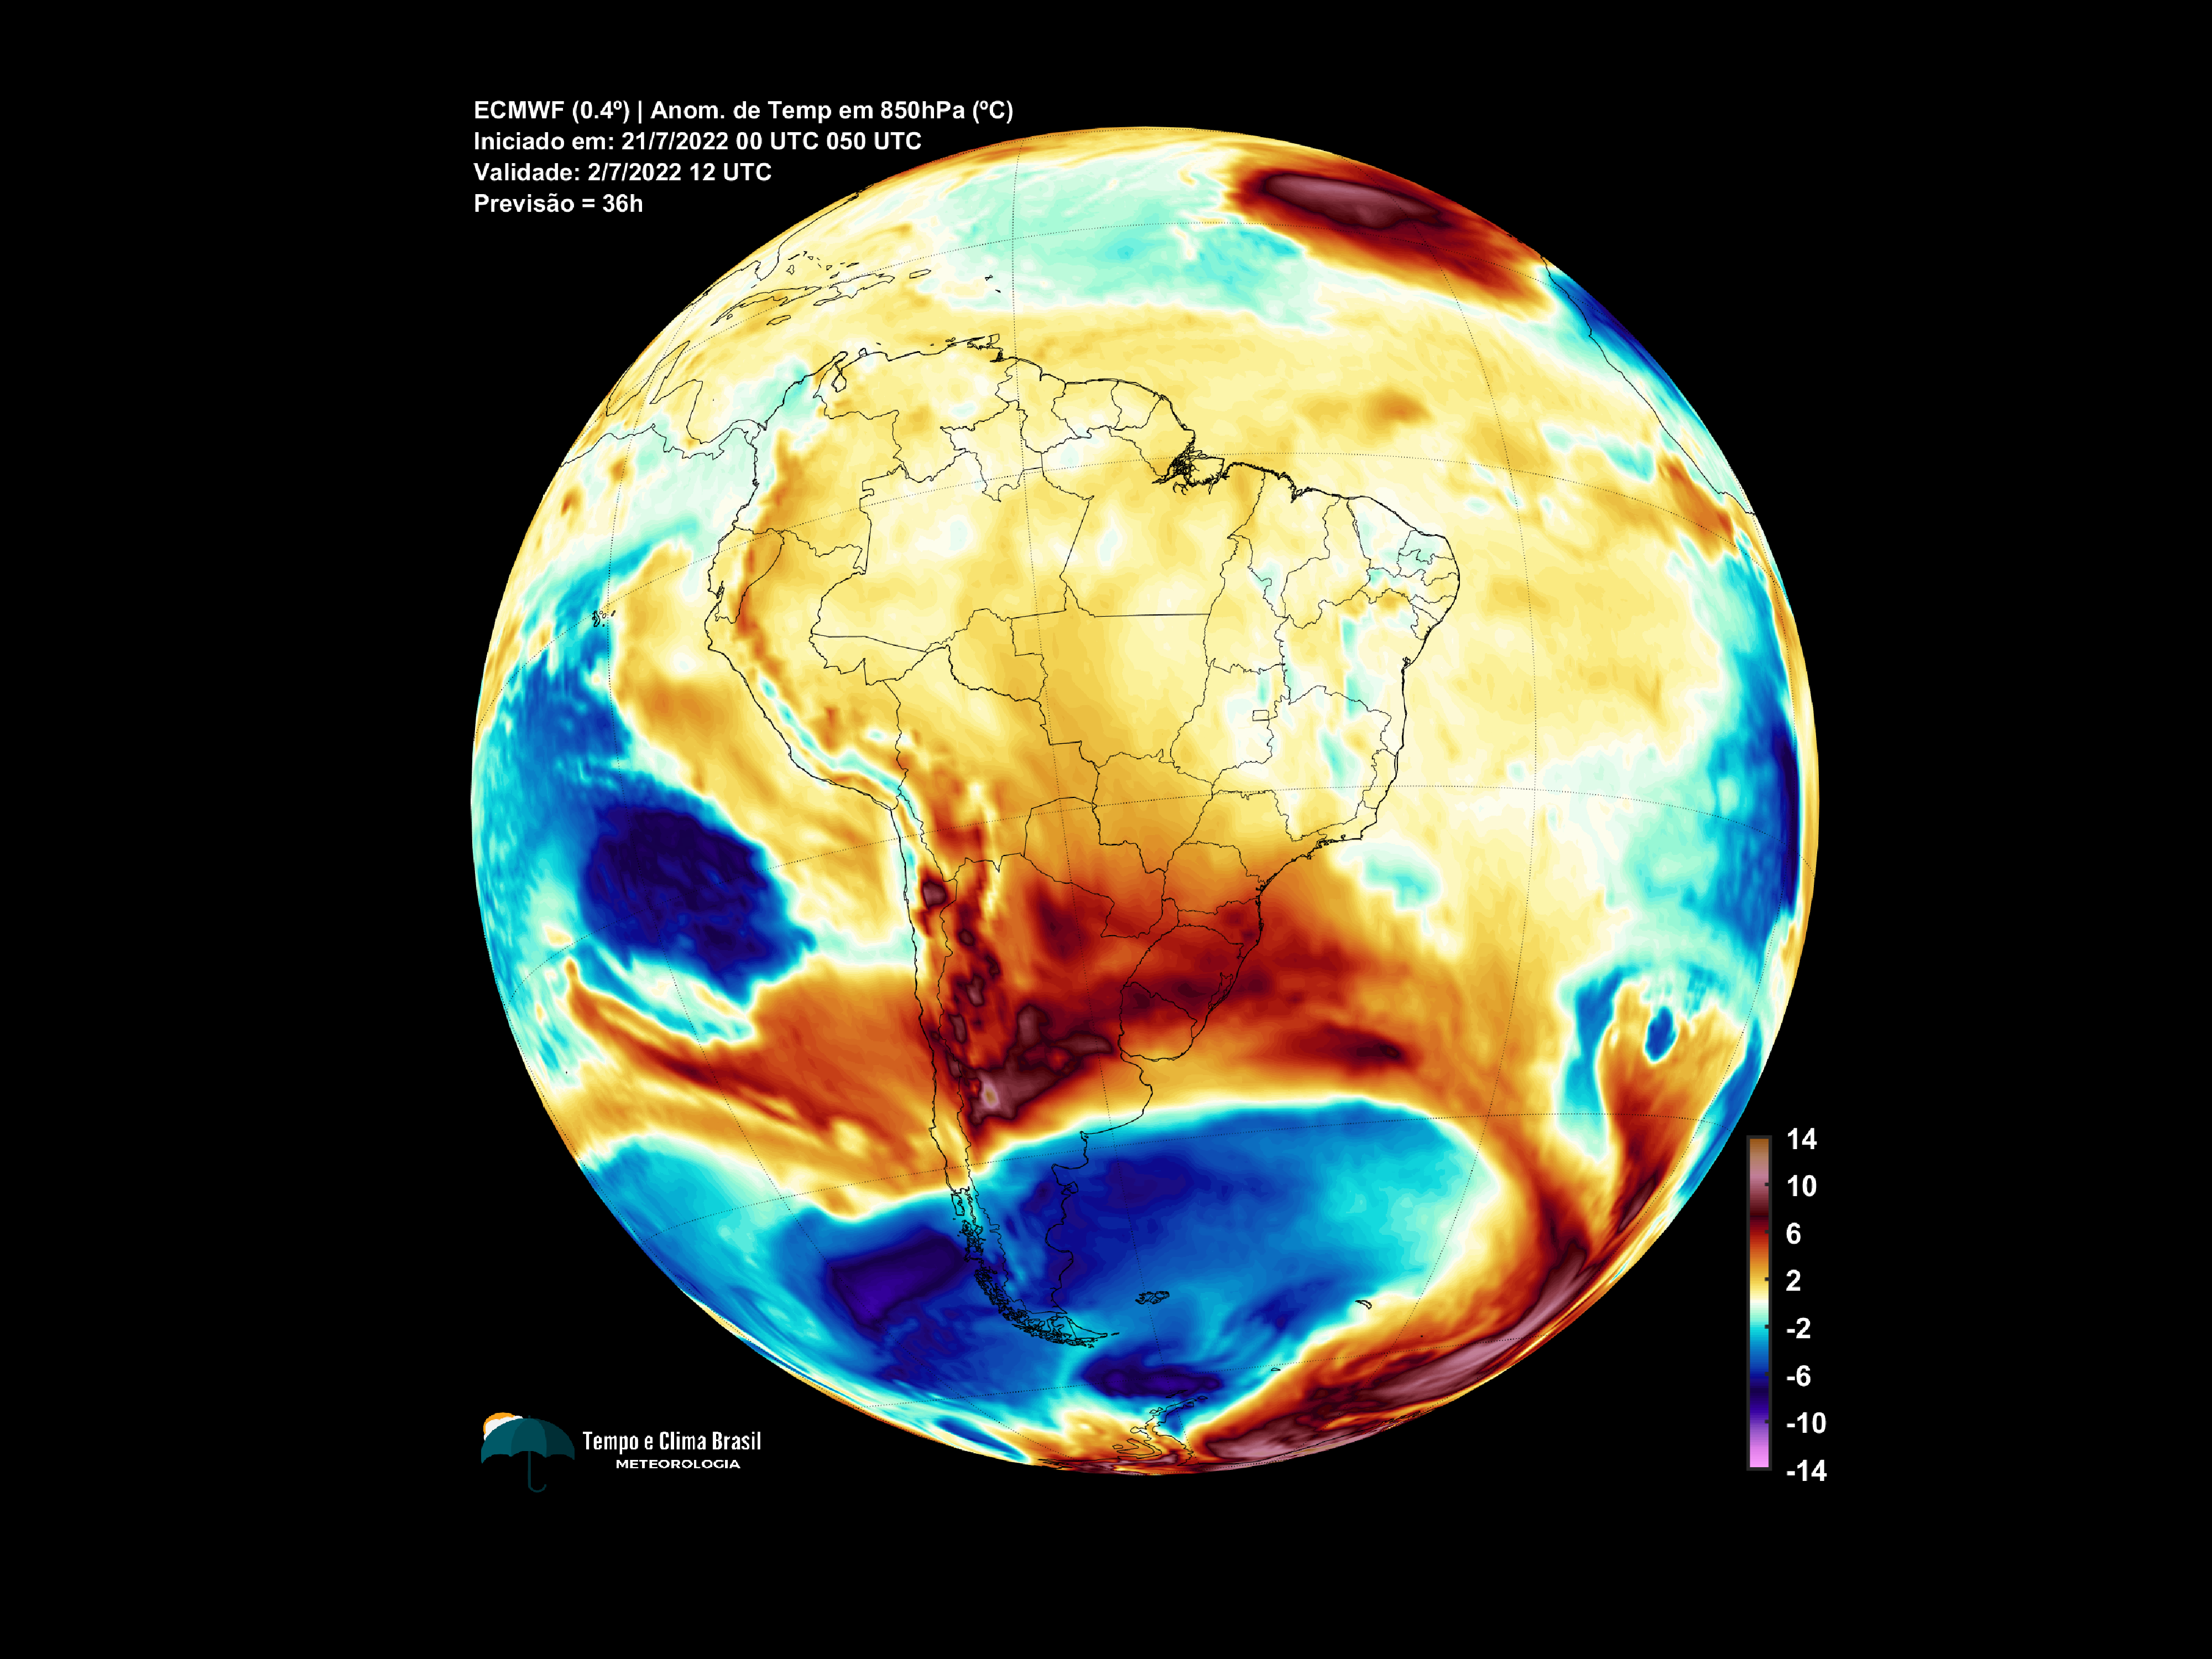 ECMWF (0.4º) | Anom. de Temp em 850hPa (ºC)
Iniciado em: 21/7/2022 00 UTC 050 UTC
Validade: 2/7/2022 12 UTC
Previsão = 36h
14
10
6
2
-2
-6
-10
-14
Tempo e Clima Brasil
METEOROLOGIA